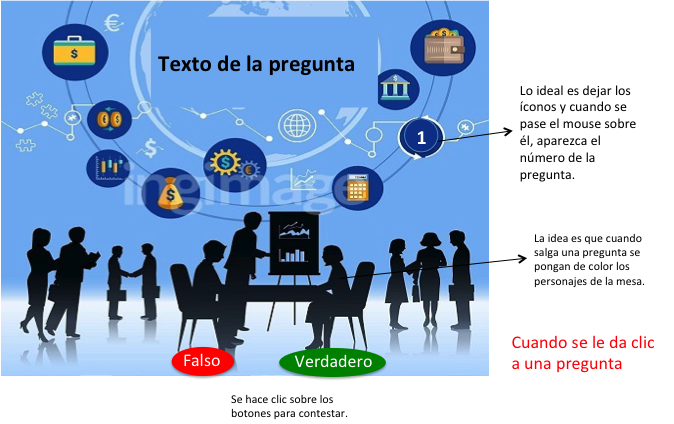 Texto de la pregunta
1
Lo ideal es dejar los
íconos y cuando se
pase el mouse sobre
él, aparezca el
número de la
pregunta.
ingimage
La idea es que cuando
salga una pregunta se
pongan de color los
personajes de la mesa.
Cuando se le da clic
a una pregunta
Falso
Verdadero
Se hace clic sobre los
botones para contestar.